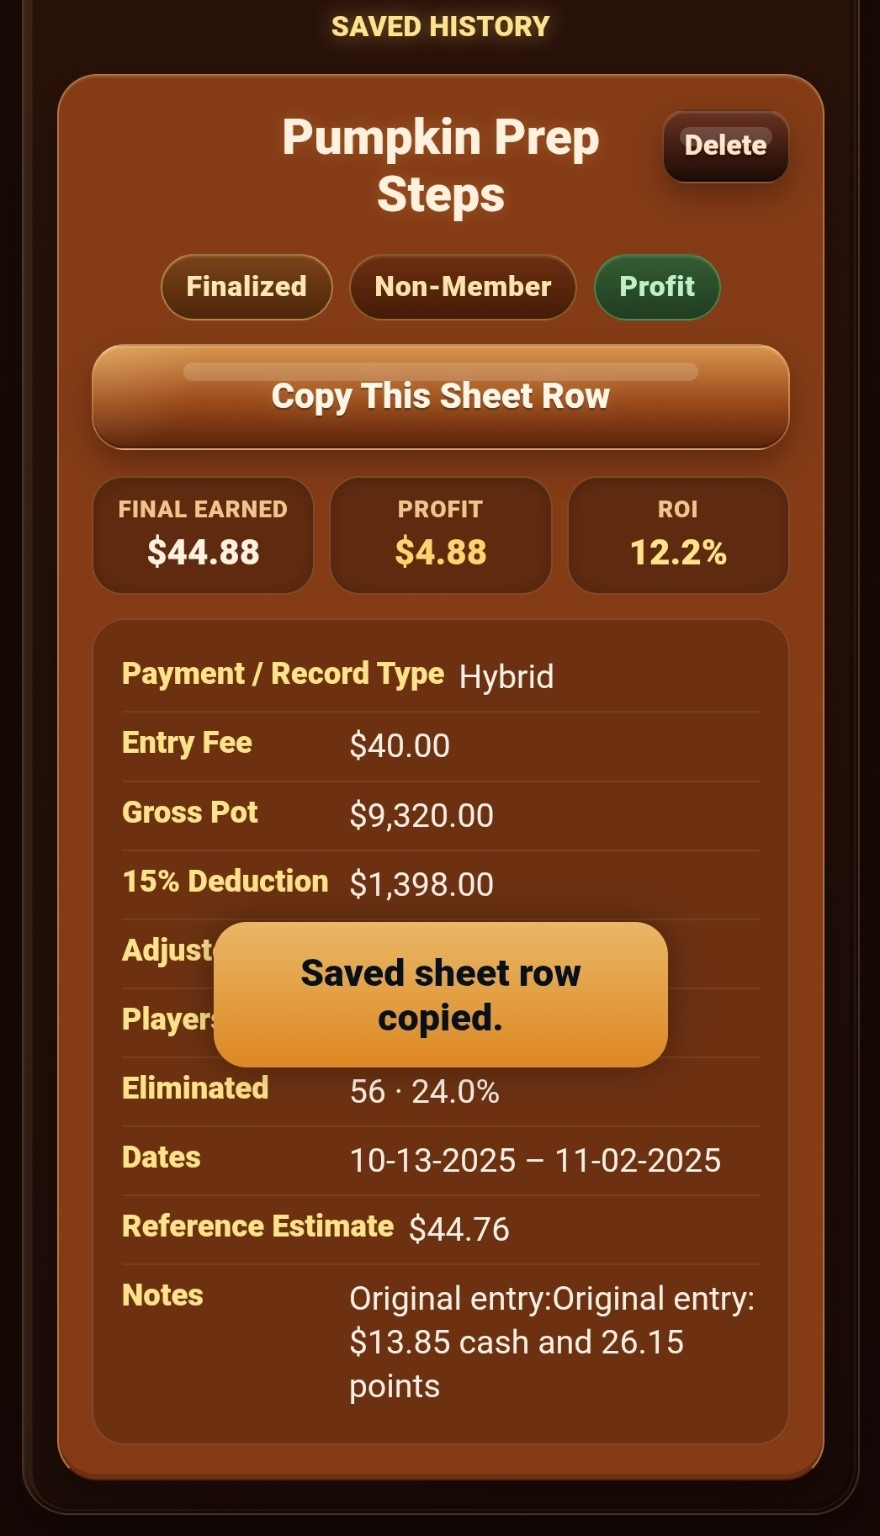 SAVED HISTORY
Pumpkin Prep
Steps
Delete
Finalized
Non-Member
Profit
Copy This Sheet Row
FINAL EARNED
$44.88
PROFIT
$4.88
ROI
12.2%
Payment / Record Type Hybrid
Entry Fee $40.00
Gross Pot $9,320.00
15% Deduction $1,398.00
Saved sheet row
copied.
Eliminated 56 · 24.0%
Dates 10-13-2025 – 11-02-2025
Reference Estimate $44.76
Notes Original entry:Original entry:
$13.85 cash and 26.15
points